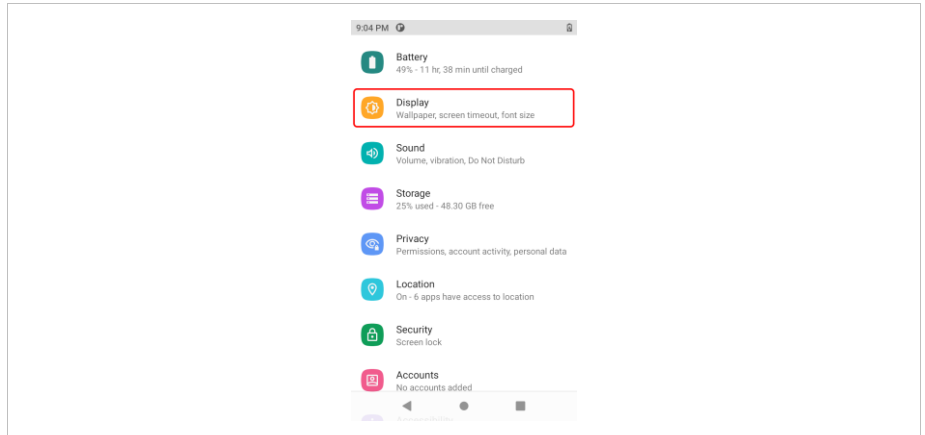 9:04 PM
Battery
49% - 11 hr, 38 min until charged
Display
Wallpaper, screen timeout, font size
Sound
Volume, vibration, Do Not Disturb
Storage
25% used - 48.30 GB free
Privacy
Permissions, account activity, personal data
Location
On - 6 apps have access to location
Security
Screen lock
Accounts
No accounts added